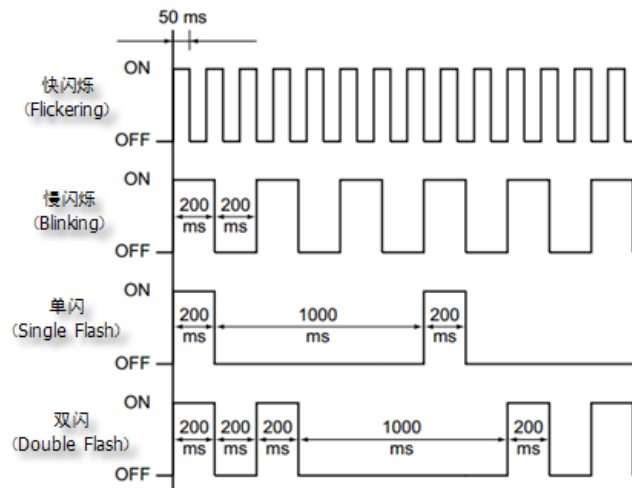 50 ms
快闪烁
(Flickering)
ON
OFF
慢闪烁
(Blinking)
ON
200 200
ms ms
OFF
单闪
(Single Flash)
ON
200 1000 200
ms ms ms
OFF
双闪
(Double Flash)
ON
200 200 200 1000 200
ms ms ms ms ms
OFF